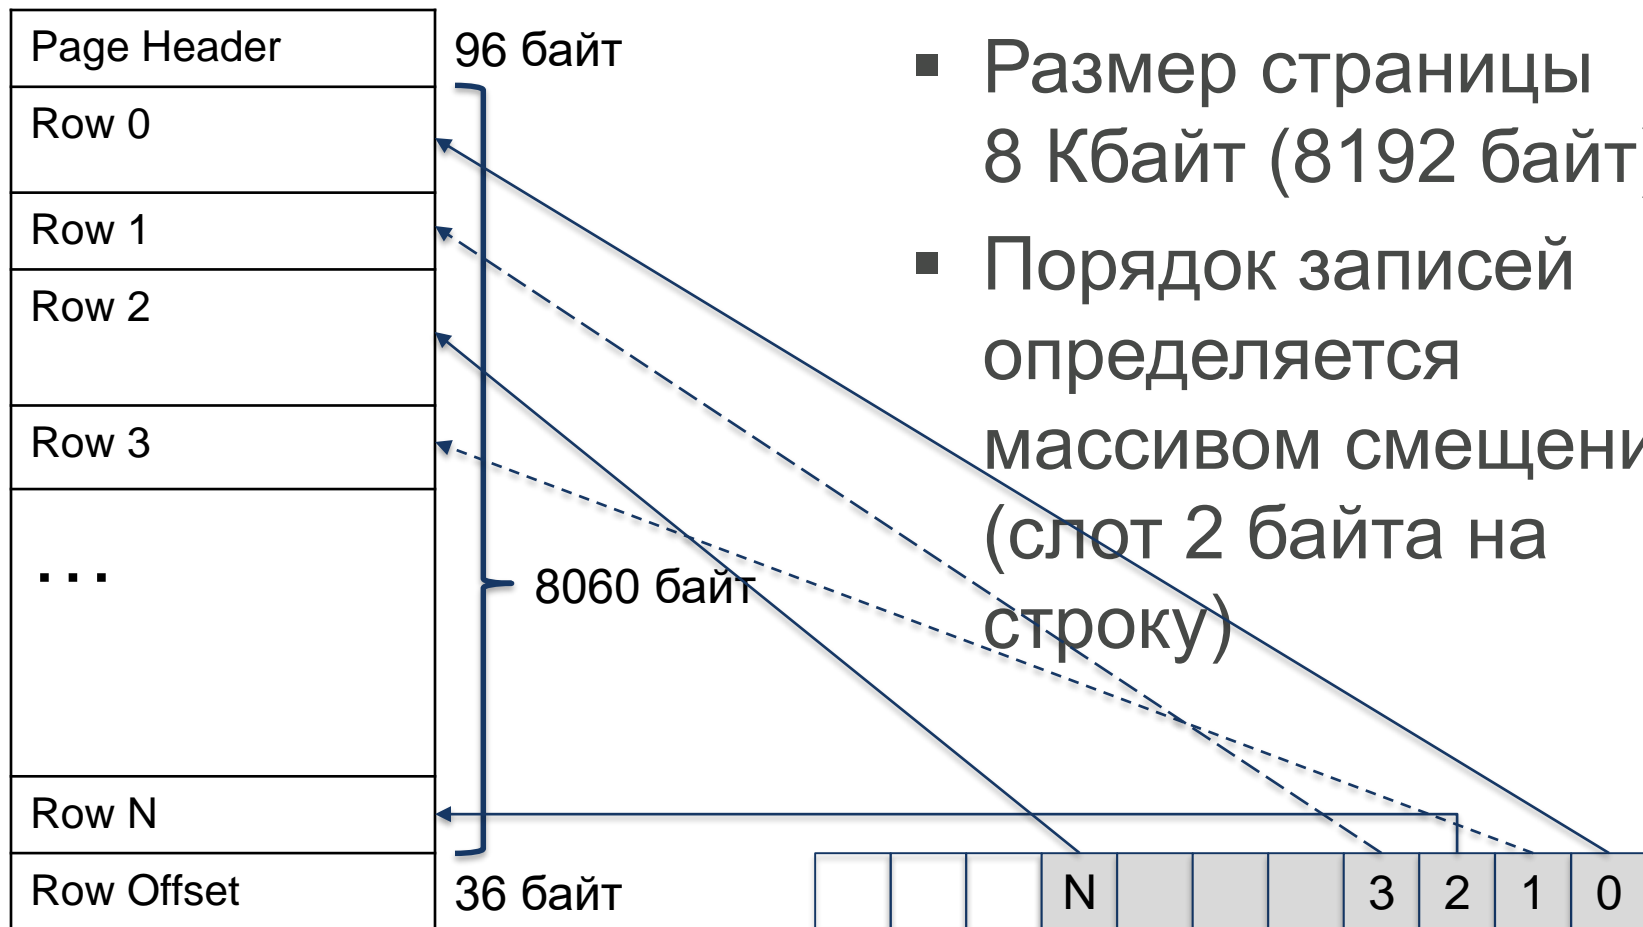 Page Header
96 байт
Row 0
Row 1
Row 2
Row 3
...
8060 байт
Row N
Row Offset
36 байт
▪ Размер страницы
8 Кбайт (8192 байт)
▪ Порядок записей
определяется
массивом смещени
(слот 2 байта на
строку)
N 3 2 1 0